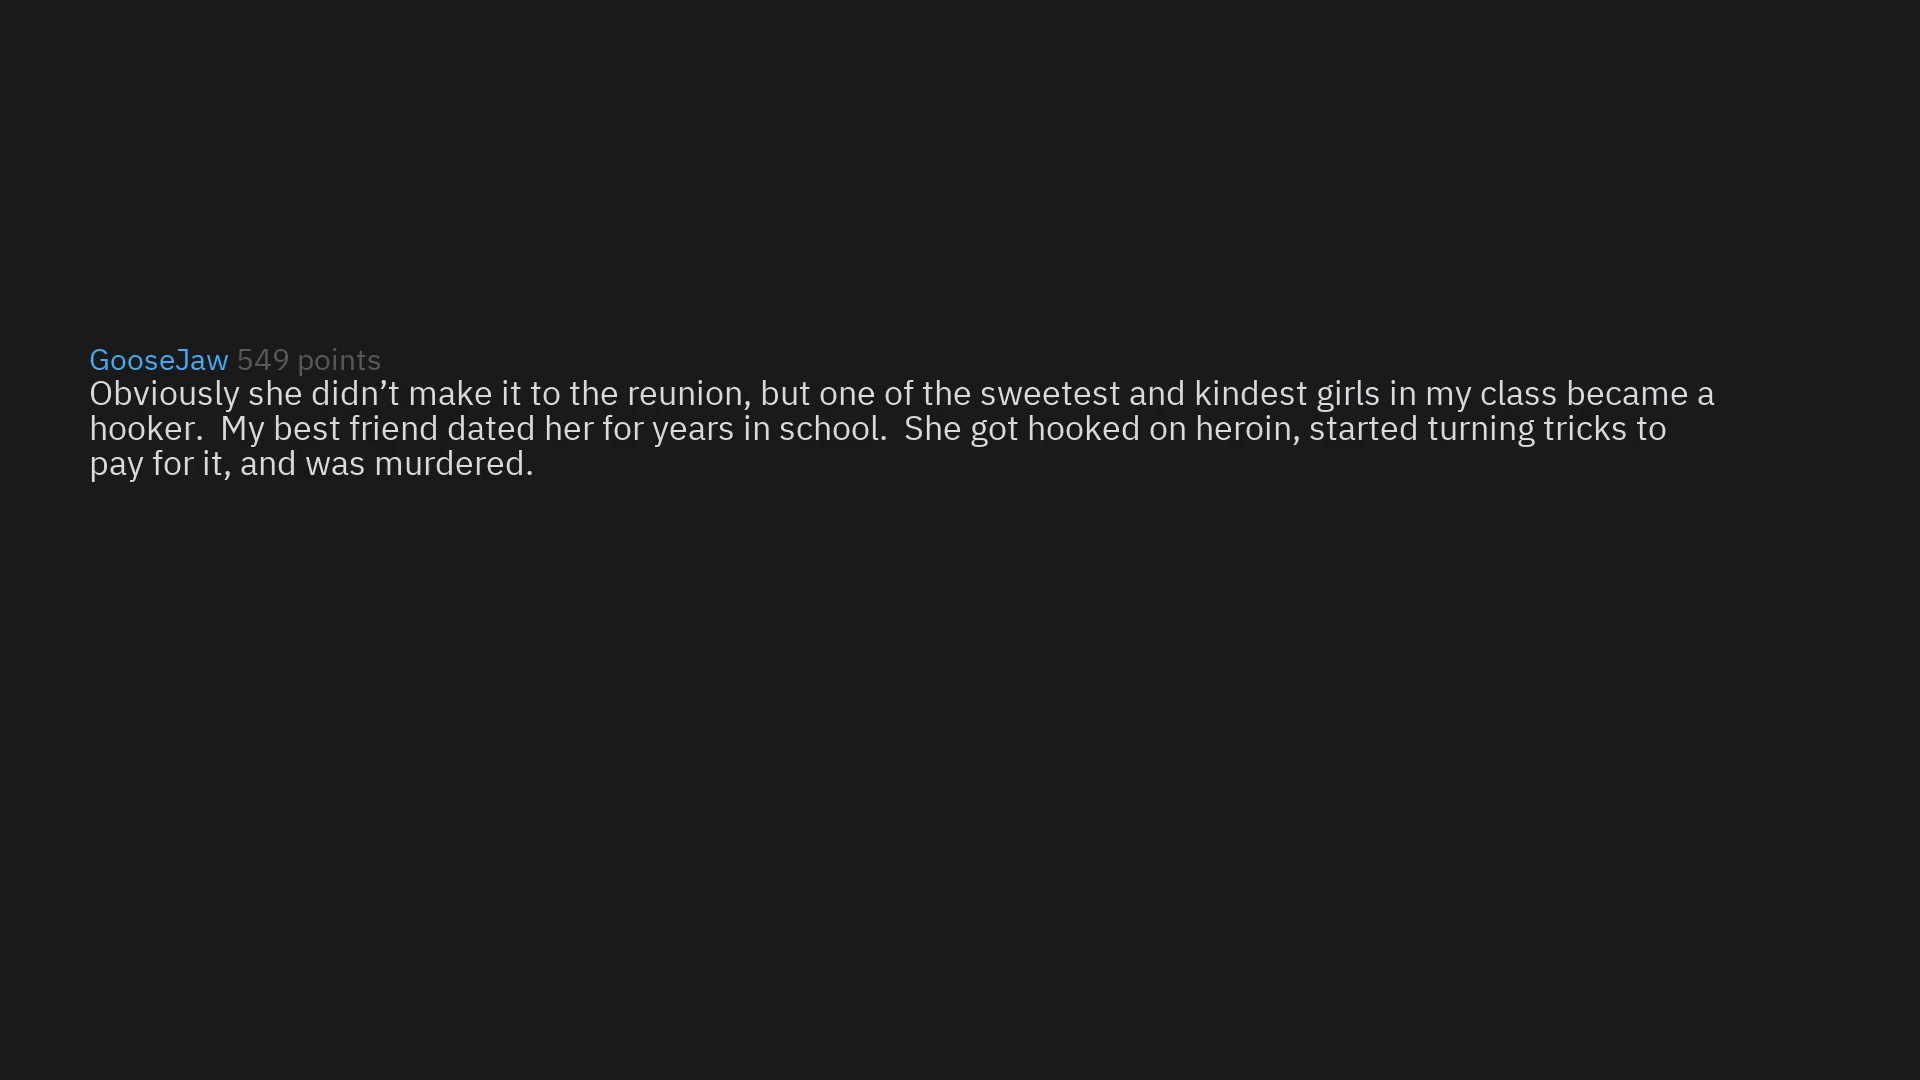 GooseJaw 549 points
Obviously she didn’t make it to the reunion, but one of the sweetest and kindest girls in my class became a
hooker.  My best friend dated her for years in school.  She got hooked on heroin, started turning tricks to
pay for it, and was murdered.